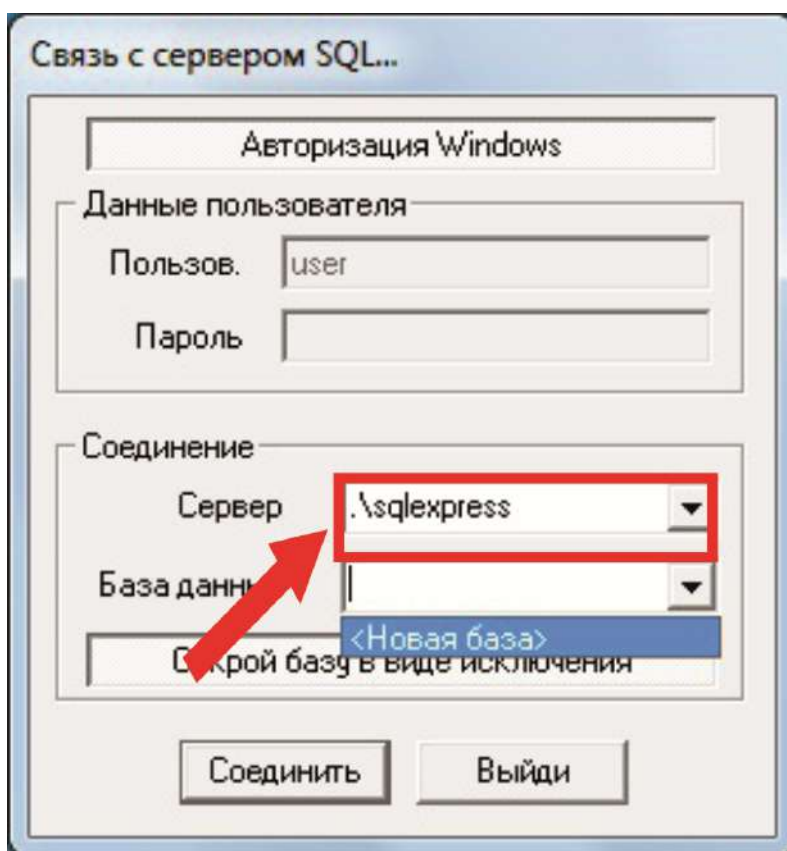 Связь с сервером SQL...
Авторизация Windows
Данные пользователя
Пользов. user
Пароль
Соединение
Сервер .\sqlexpress
База
<Новая база>
базу в виде исключения
Соединить Выйди